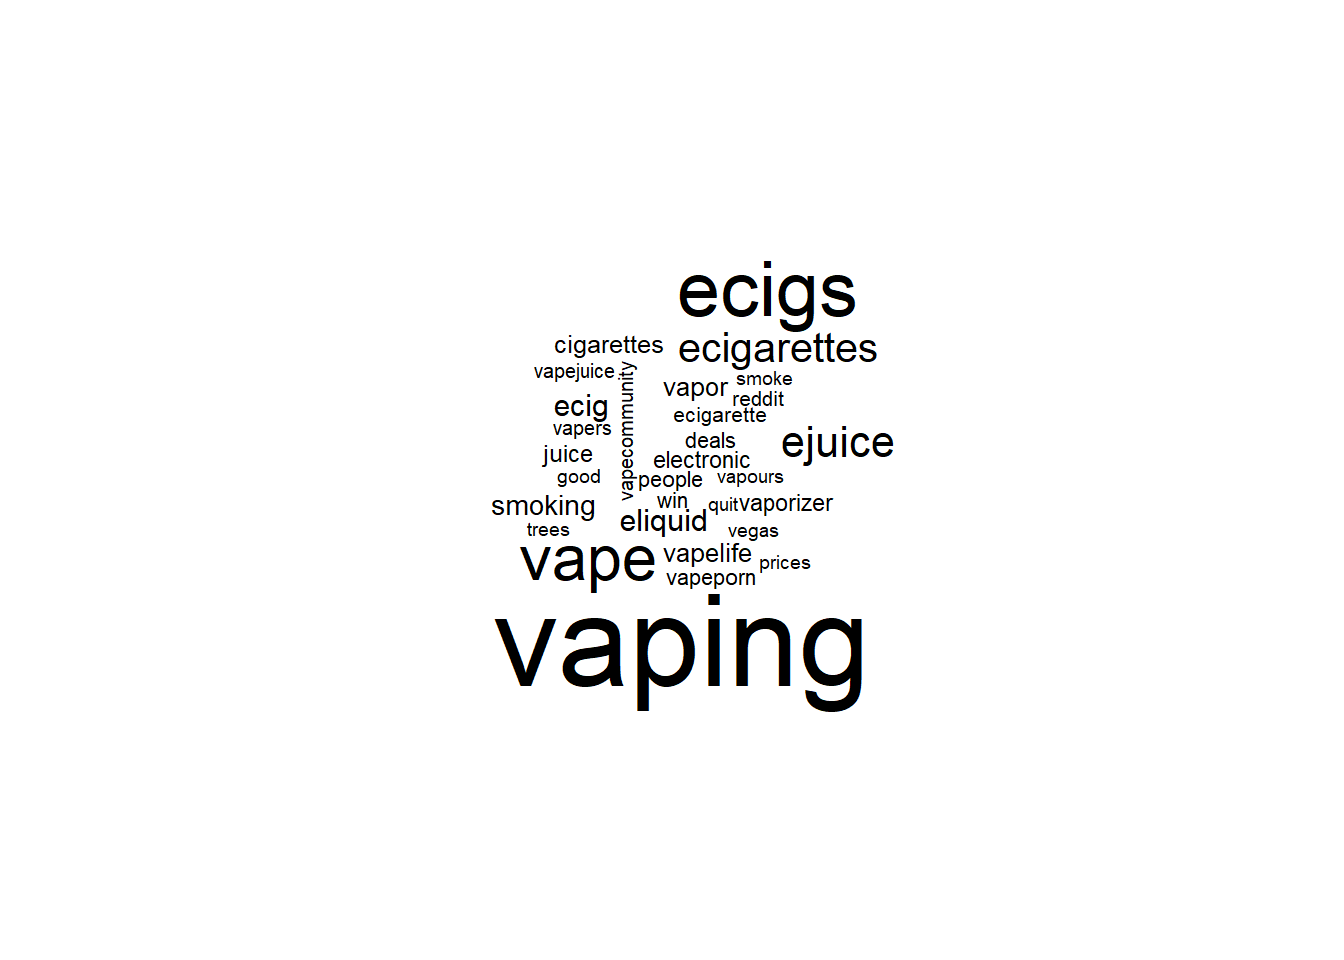 ecigs
cigarettes
ecigarettes
vapejuice
vapecommunity
vapor
smoke
reddit
ecig
ecigarette
vapers
deals
ejuice
juice
electronic
good
people
vapours
smoking
win
quit
vaporizer
trees
eliquid
vegas
vape
vapelife
prices
vapeporn
vaping